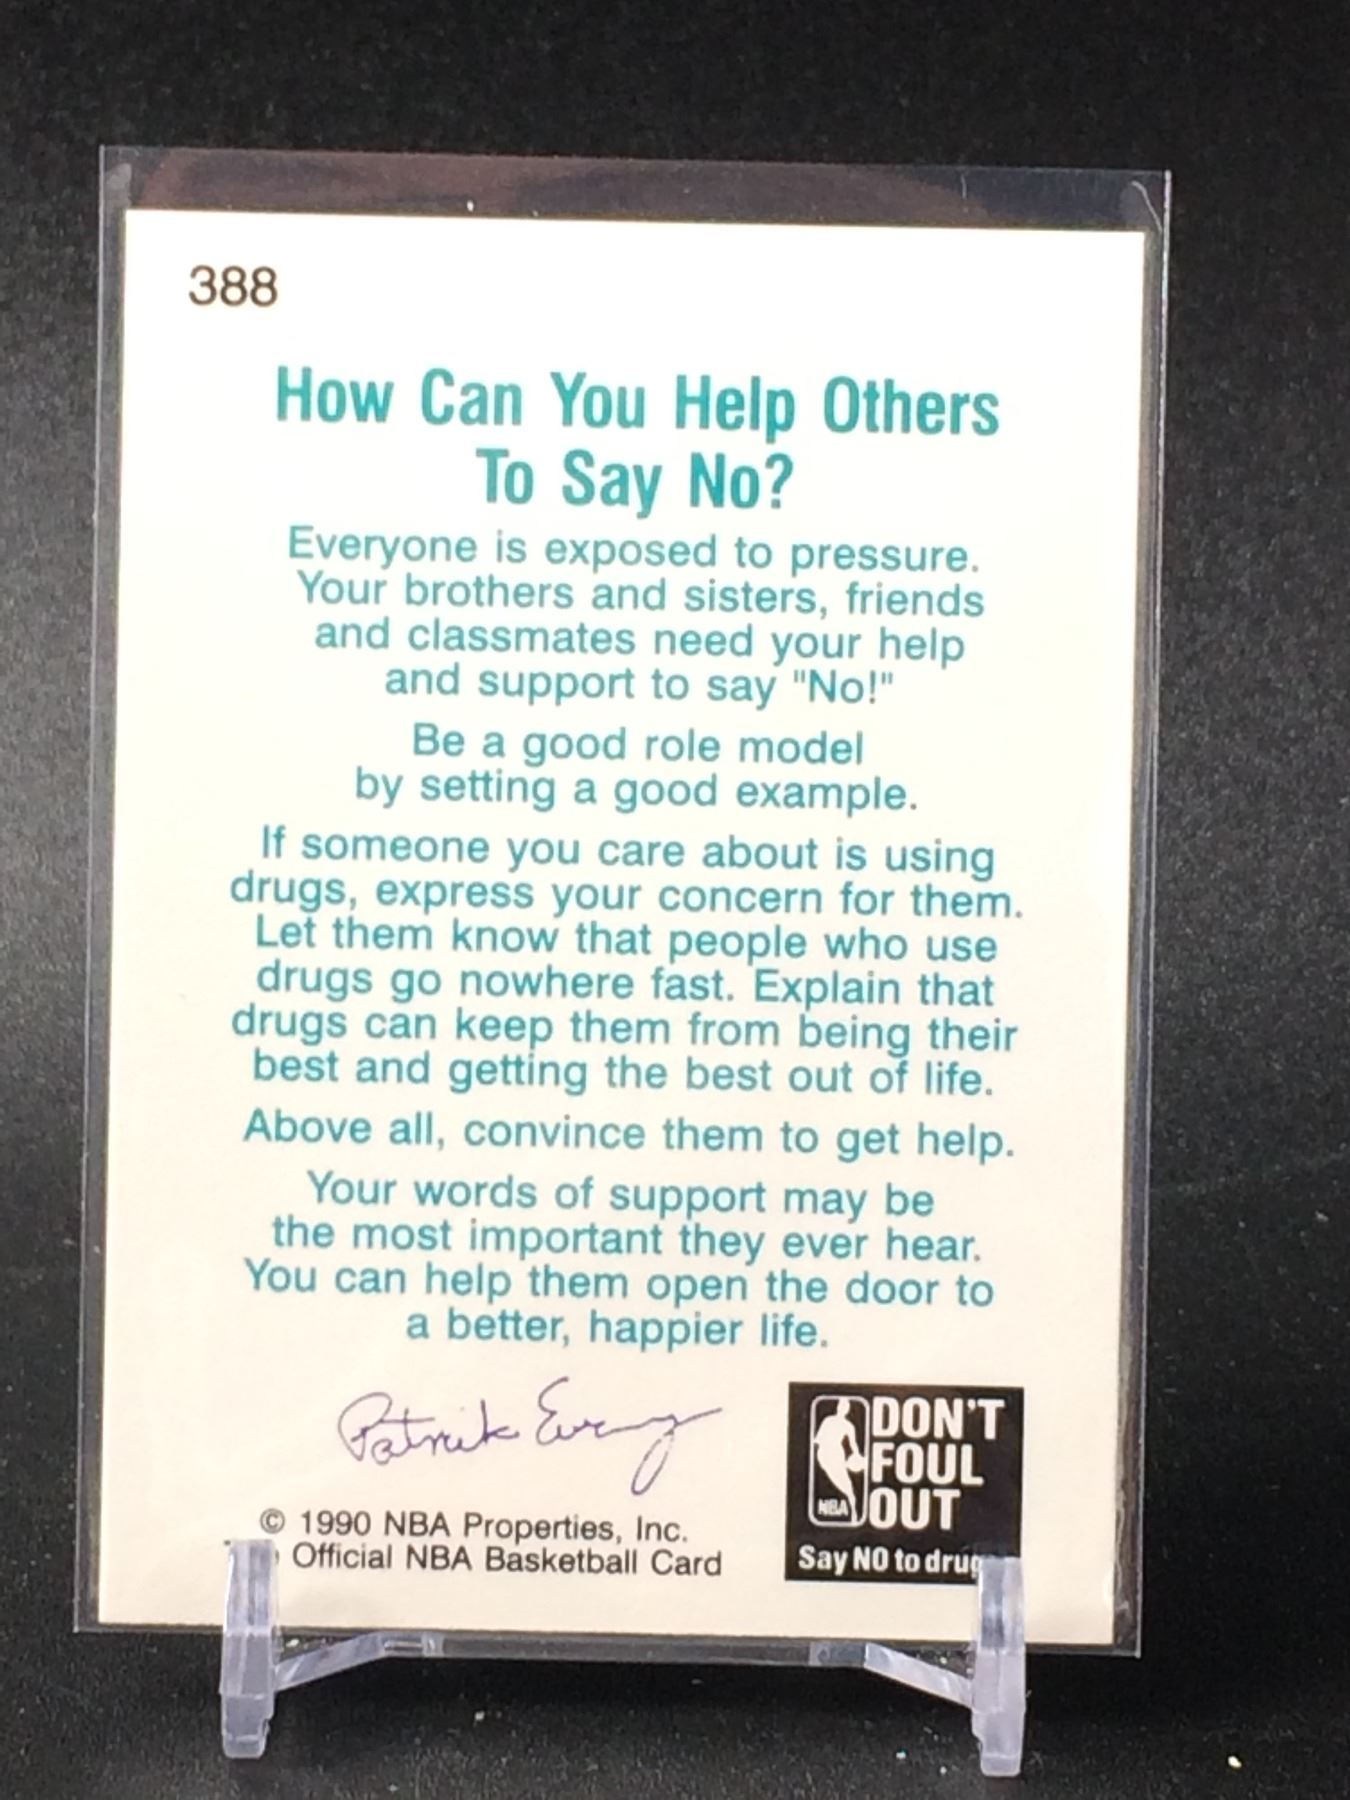 388
How Can You Help Others
To Say No?
Everyone is exposed to pressure.
Your brothers and sisters, friends
and classmates need your help
and support to say "No!"
Be a good role model
by setting a good example.
If someone you care about is using
drugs, express your concern for them.
Let them know that people who use
drugs go nowhere fast. Explain that
drugs can keep them from being their
best and getting the best out of life.
Above all, convince them to get help.
Your words of support may be
the most important they ever hear.
You can help them open the door to
a better, happier life.
Patrick Ewing
© 1990 NBA Properties, Inc.
Official NBA Basketball Card
DON'T
FOUL
OUT
NBA
Say NO to